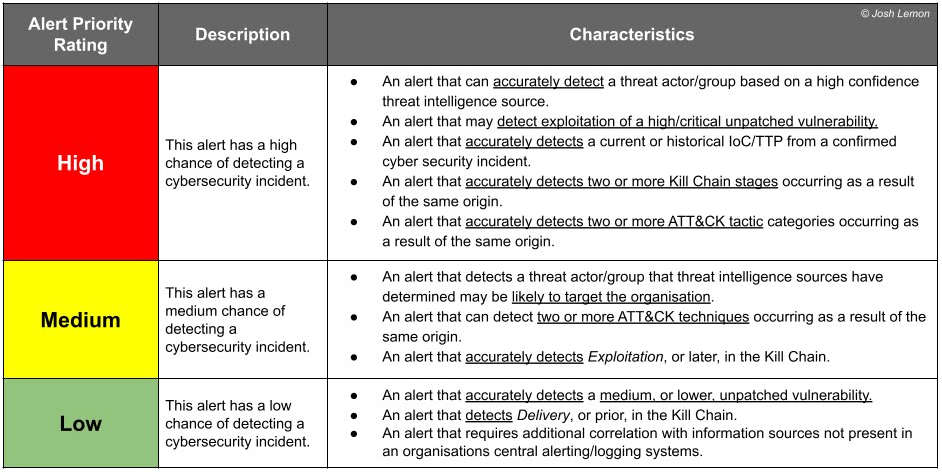 © Josh Lemon
Alert Priority
Rating
Description
Characteristics
High
This alert has a high
chance of detecting a
cybersecurity incident.
● An alert that can accurately detect a threat actor/group based on a high confidence
threat intelligence source.
● An alert that may detect exploitation of a high/critical unpatched vulnerability.
● An alert that accurately detects a current or historical IoC/TTP from a confirmed
cyber security incident.
● An alert that accurately detects two or more Kill Chain stages occurring as a result
of the same origin.
● An alert that accurately detects two or more ATT&CK tactic categories occurring as
a result of the same origin.
Medium
This alert has a
medium chance of
detecting a
cybersecurity incident.
● An alert that detects a threat actor/group that threat intelligence sources have
determined may be likely to target the organisation.
● An alert that can detect two or more ATT&CK techniques occurring as a result of the
same origin.
● An alert that accurately detects Exploitation, or later, in the Kill Chain.
Low
This alert has a low
chance of detecting a
cybersecurity incident.
● An alert that accurately detects a medium, or lower, unpatched vulnerability.
● An alert that detects Delivery, or prior, in the Kill Chain.
● An alert that requires additional correlation with information sources not present in
an organisations central alerting/logging systems.